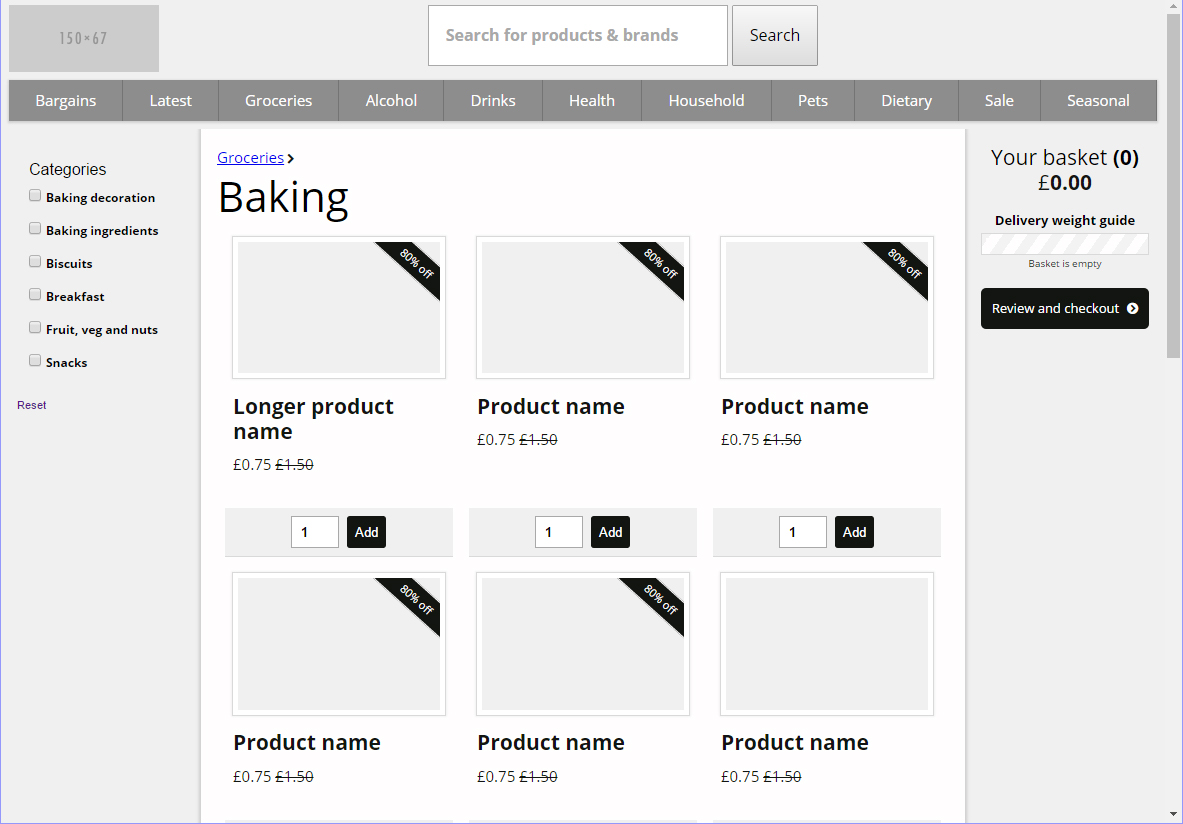 150×67
Search for products & brands
Search
Bargains Latest Groceries Alcohol Drinks Health Household Pets Dietary Sale Seasonal
Categories
Baking decoration
Baking ingredients
Biscuits
Breakfast
Fruit, veg and nuts
Snacks
Reset
Groceries
Baking
80% off
80% off
80% off
Longer product
name
£0.75 £1.50
Product name
£0.75 £1.50
Product name
£0.75 £1.50
1 Add
1 Add
1 Add
80% off
80% off
Product name
£0.75 £1.50
Product name
£0.75 £1.50
Product name
£0.75 £1.50
Your basket (0)
£0.00
Delivery weight guide
Basket is empty
Review and checkout